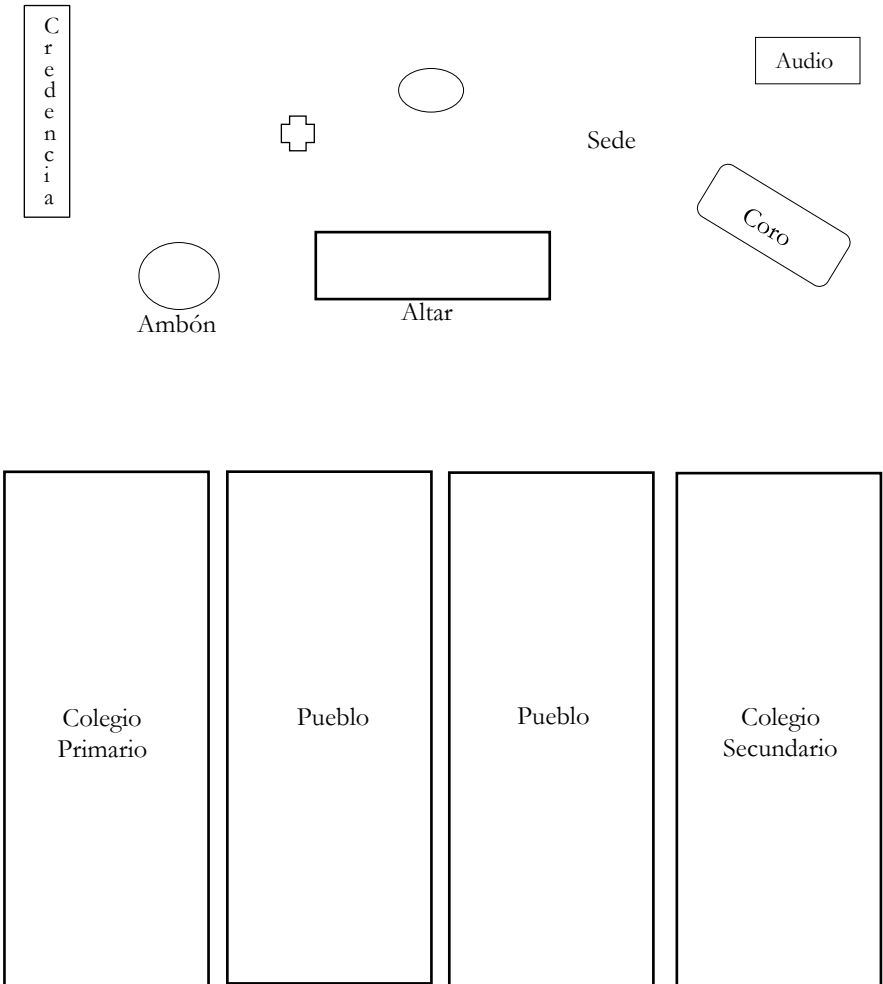 Credencia
Audio
Sede
Coro
Ambón
Altar
Colegio
Primario
Pueblo
Pueblo
Colegio
Secundario